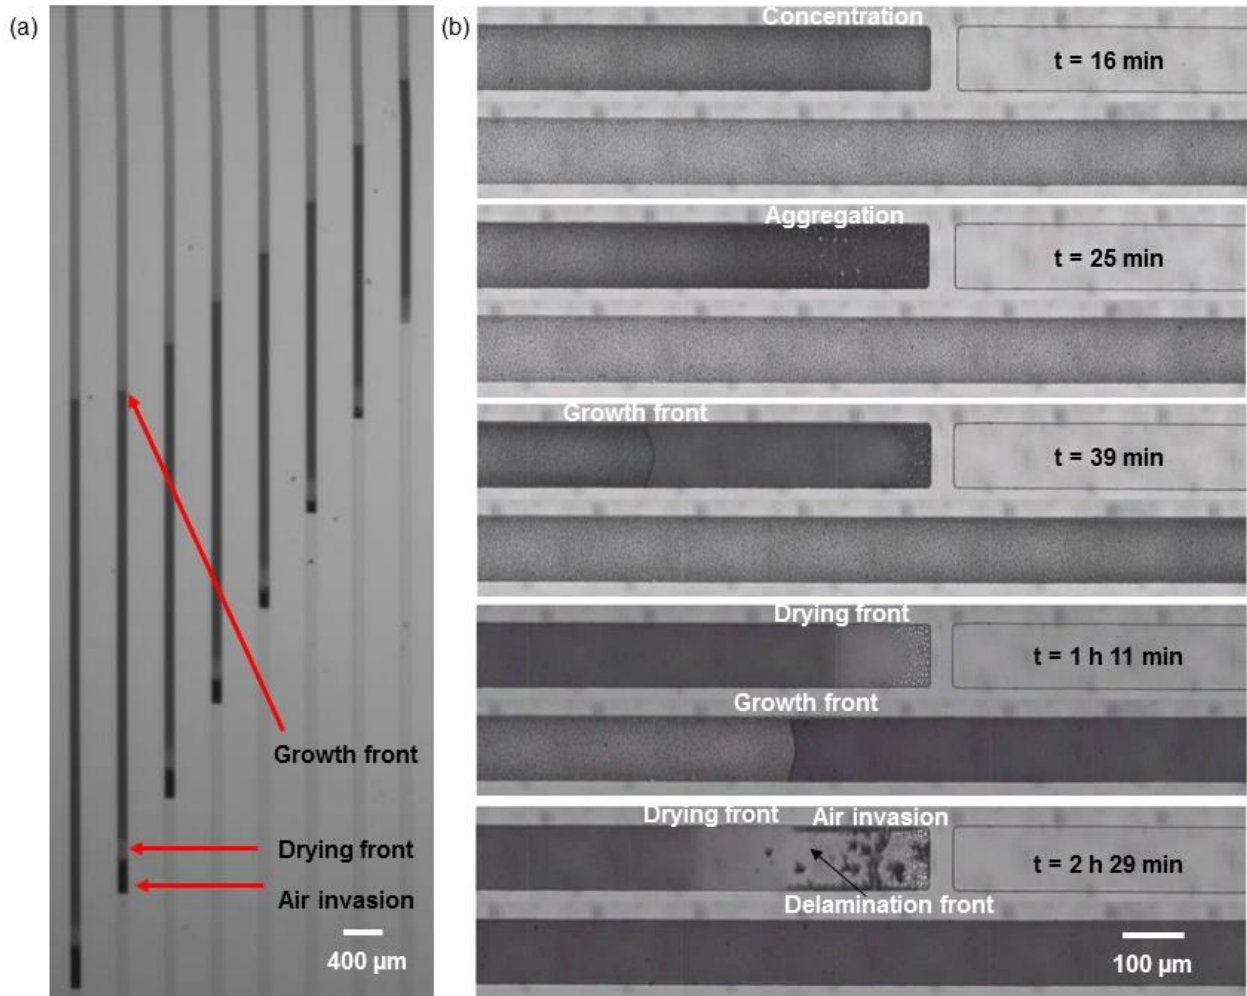 (a)
Growth front
Drying front
Air invasion
400 µm
(b)
Concentration
t = 16 min
Aggregation
t = 25 min
Growth front
t = 39 min
Drying front
t = 1 h 11 min
Growth front
Drying front
Air invasion
t = 2 h 29 min
Delamination front
100 µm